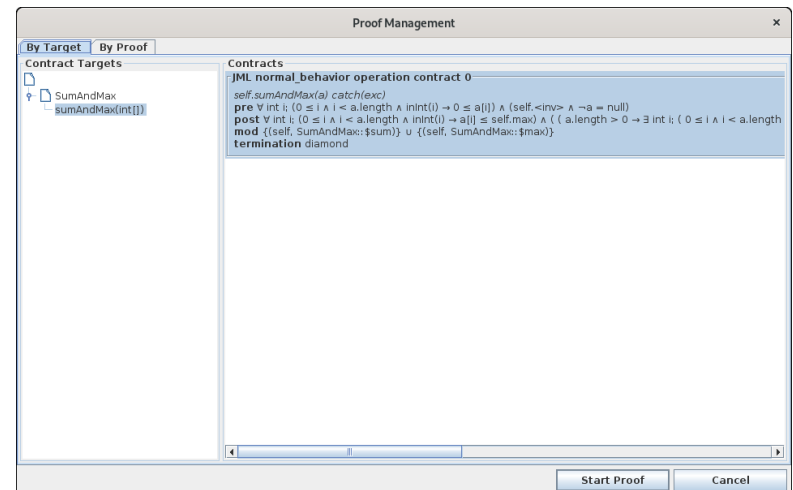 Proof Management
×
By Target
By Proof
Contract Targets
SumAndMax
sumAndMax(int[])
Contracts
JML normal_behavior operation contract 0
self.sumAndMax(a) catch(exc)
pre ∀ int i; (0 ≤ i ∧ i < a.length ∧ inInt(i) → 0 ≤ a[i]) ∧ (self.<inv> ∧ ¬a = null)
post ∀ int i; (0 ≤ i ∧ i < a.length ∧ inInt(i) → a[i] ≤ self.max) ∧ ( ( a.length > 0 → ∃ int i; ( 0 ≤ i ∧ i < a.length
mod {(self, SumAndMax::$sum)} ∪ {(self, SumAndMax::$max)}
termination diamond
Start Proof
Cancel